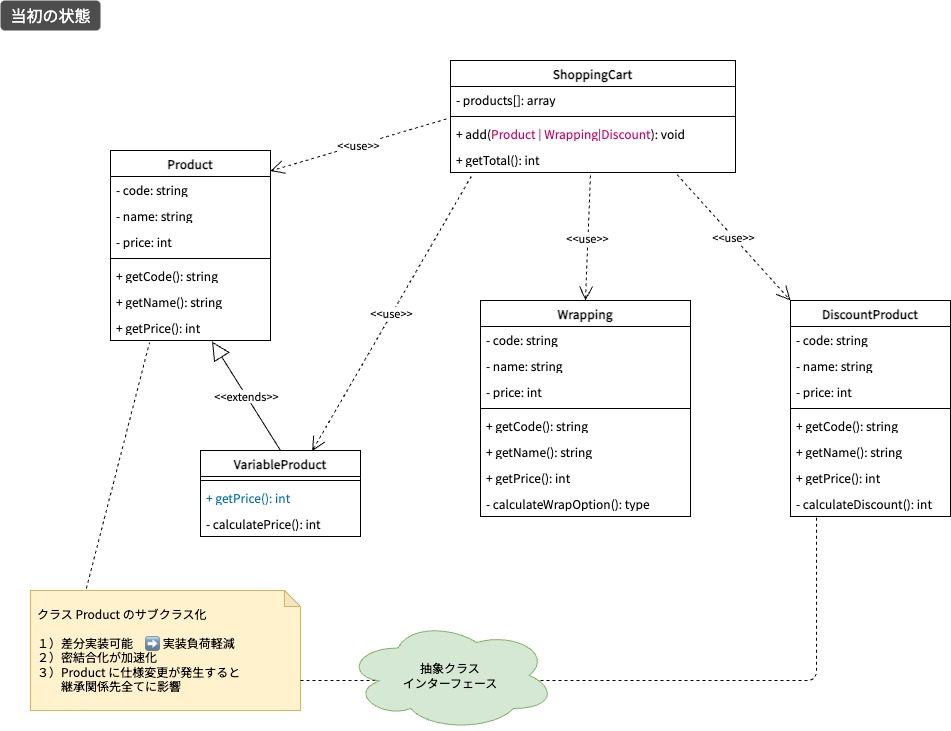 当初の状態
ShoppingCart
- products[]: array
+ add(Product | Wrapping|Discount): void
+ getTotal(): int
<<use>>
Product
- code: string
- name: string
- price: int
+ getCode(): string
+ getName(): string
+ getPrice(): int
<<use>>
<<use>>
<<use>>
Wrapping
- code: string
- name: string
- price: int
+ getCode(): string
+ getName(): string
+ getPrice(): int
- calculateWrapOption(): type
DiscountProduct
- code: string
- name: string
- price: int
+ getCode(): string
+ getName(): string
+ getPrice(): int
- calculateDiscount(): int
<<extends>>
VariableProduct
+ getPrice(): int
- calculatePrice(): int
クラス Product のサブクラス化
1）差分実装可能 ➡️ 実装負荷軽減
2）密結合化が加速化
3）Product に仕様変更が発生すると
継承関係先全てに影響
抽象クラス
インターフェース